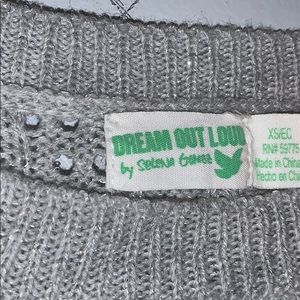 DREAM OUT LOUD
by Selena Gomez
XS/EC
RN# 59775
Made in China
Hecho en China